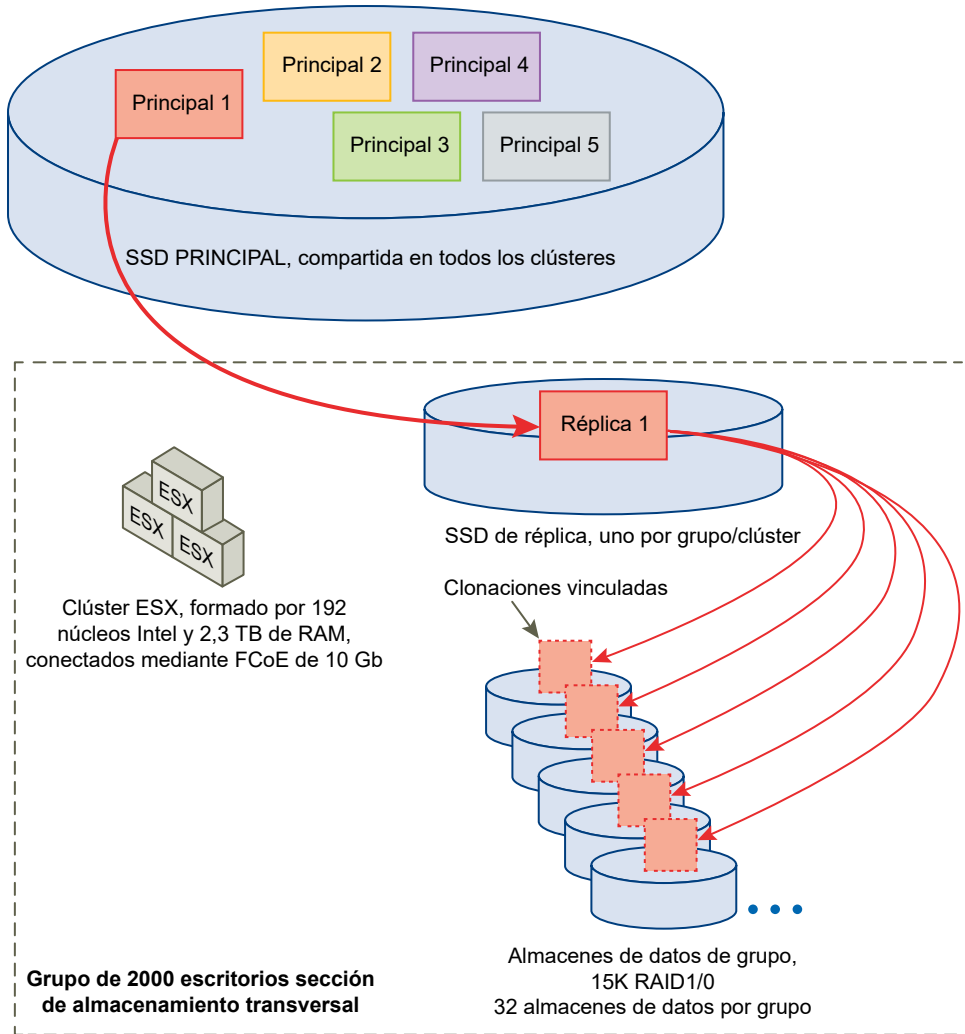 Principal 1
Principal 2
Principal 4
Principal 3
Principal 5
SSD PRINCIPAL, compartida en todos los clústeres
Réplica 1
SSD de réplica, uno por grupo/clúster
ESX
ESX
ESX
Clúster ESX, formado por 192
núcleos Intel y 2,3 TB de RAM,
conectados mediante FCoE de 10 Gb
Clonaciones vinculadas
Almacenes de datos de grupo,
15K RAID1/0
32 almacenes de datos por grupo
Grupo de 2000 escritorios sección
de almacenamiento transversal